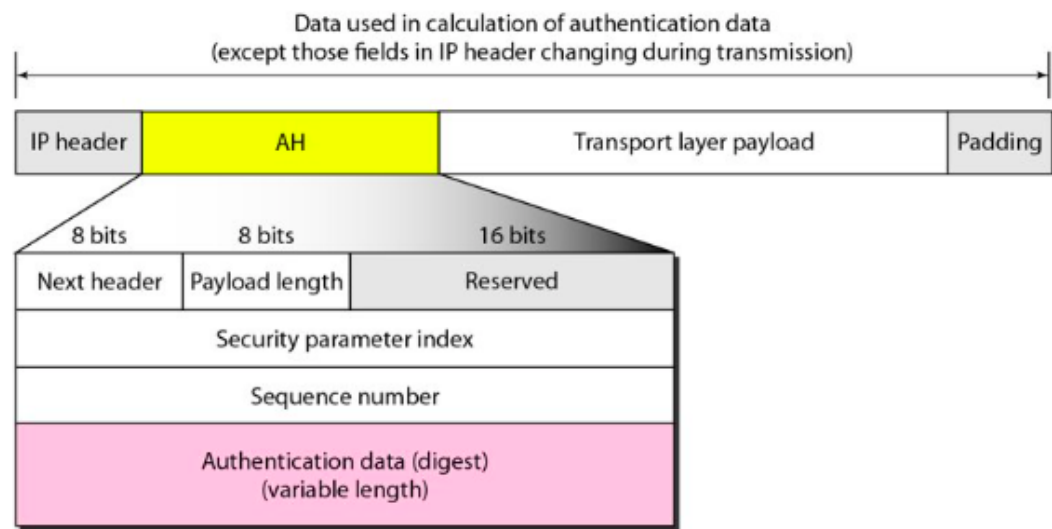 Data used in calculation of authentication data
(except those fields in IP header changing during transmission)
IP header AH Transport layer payload Padding
8 bits 8 bits 16 bits
Next header Payload length Reserved
Security parameter index
Sequence number
Authentication data (digest)
(variable length)